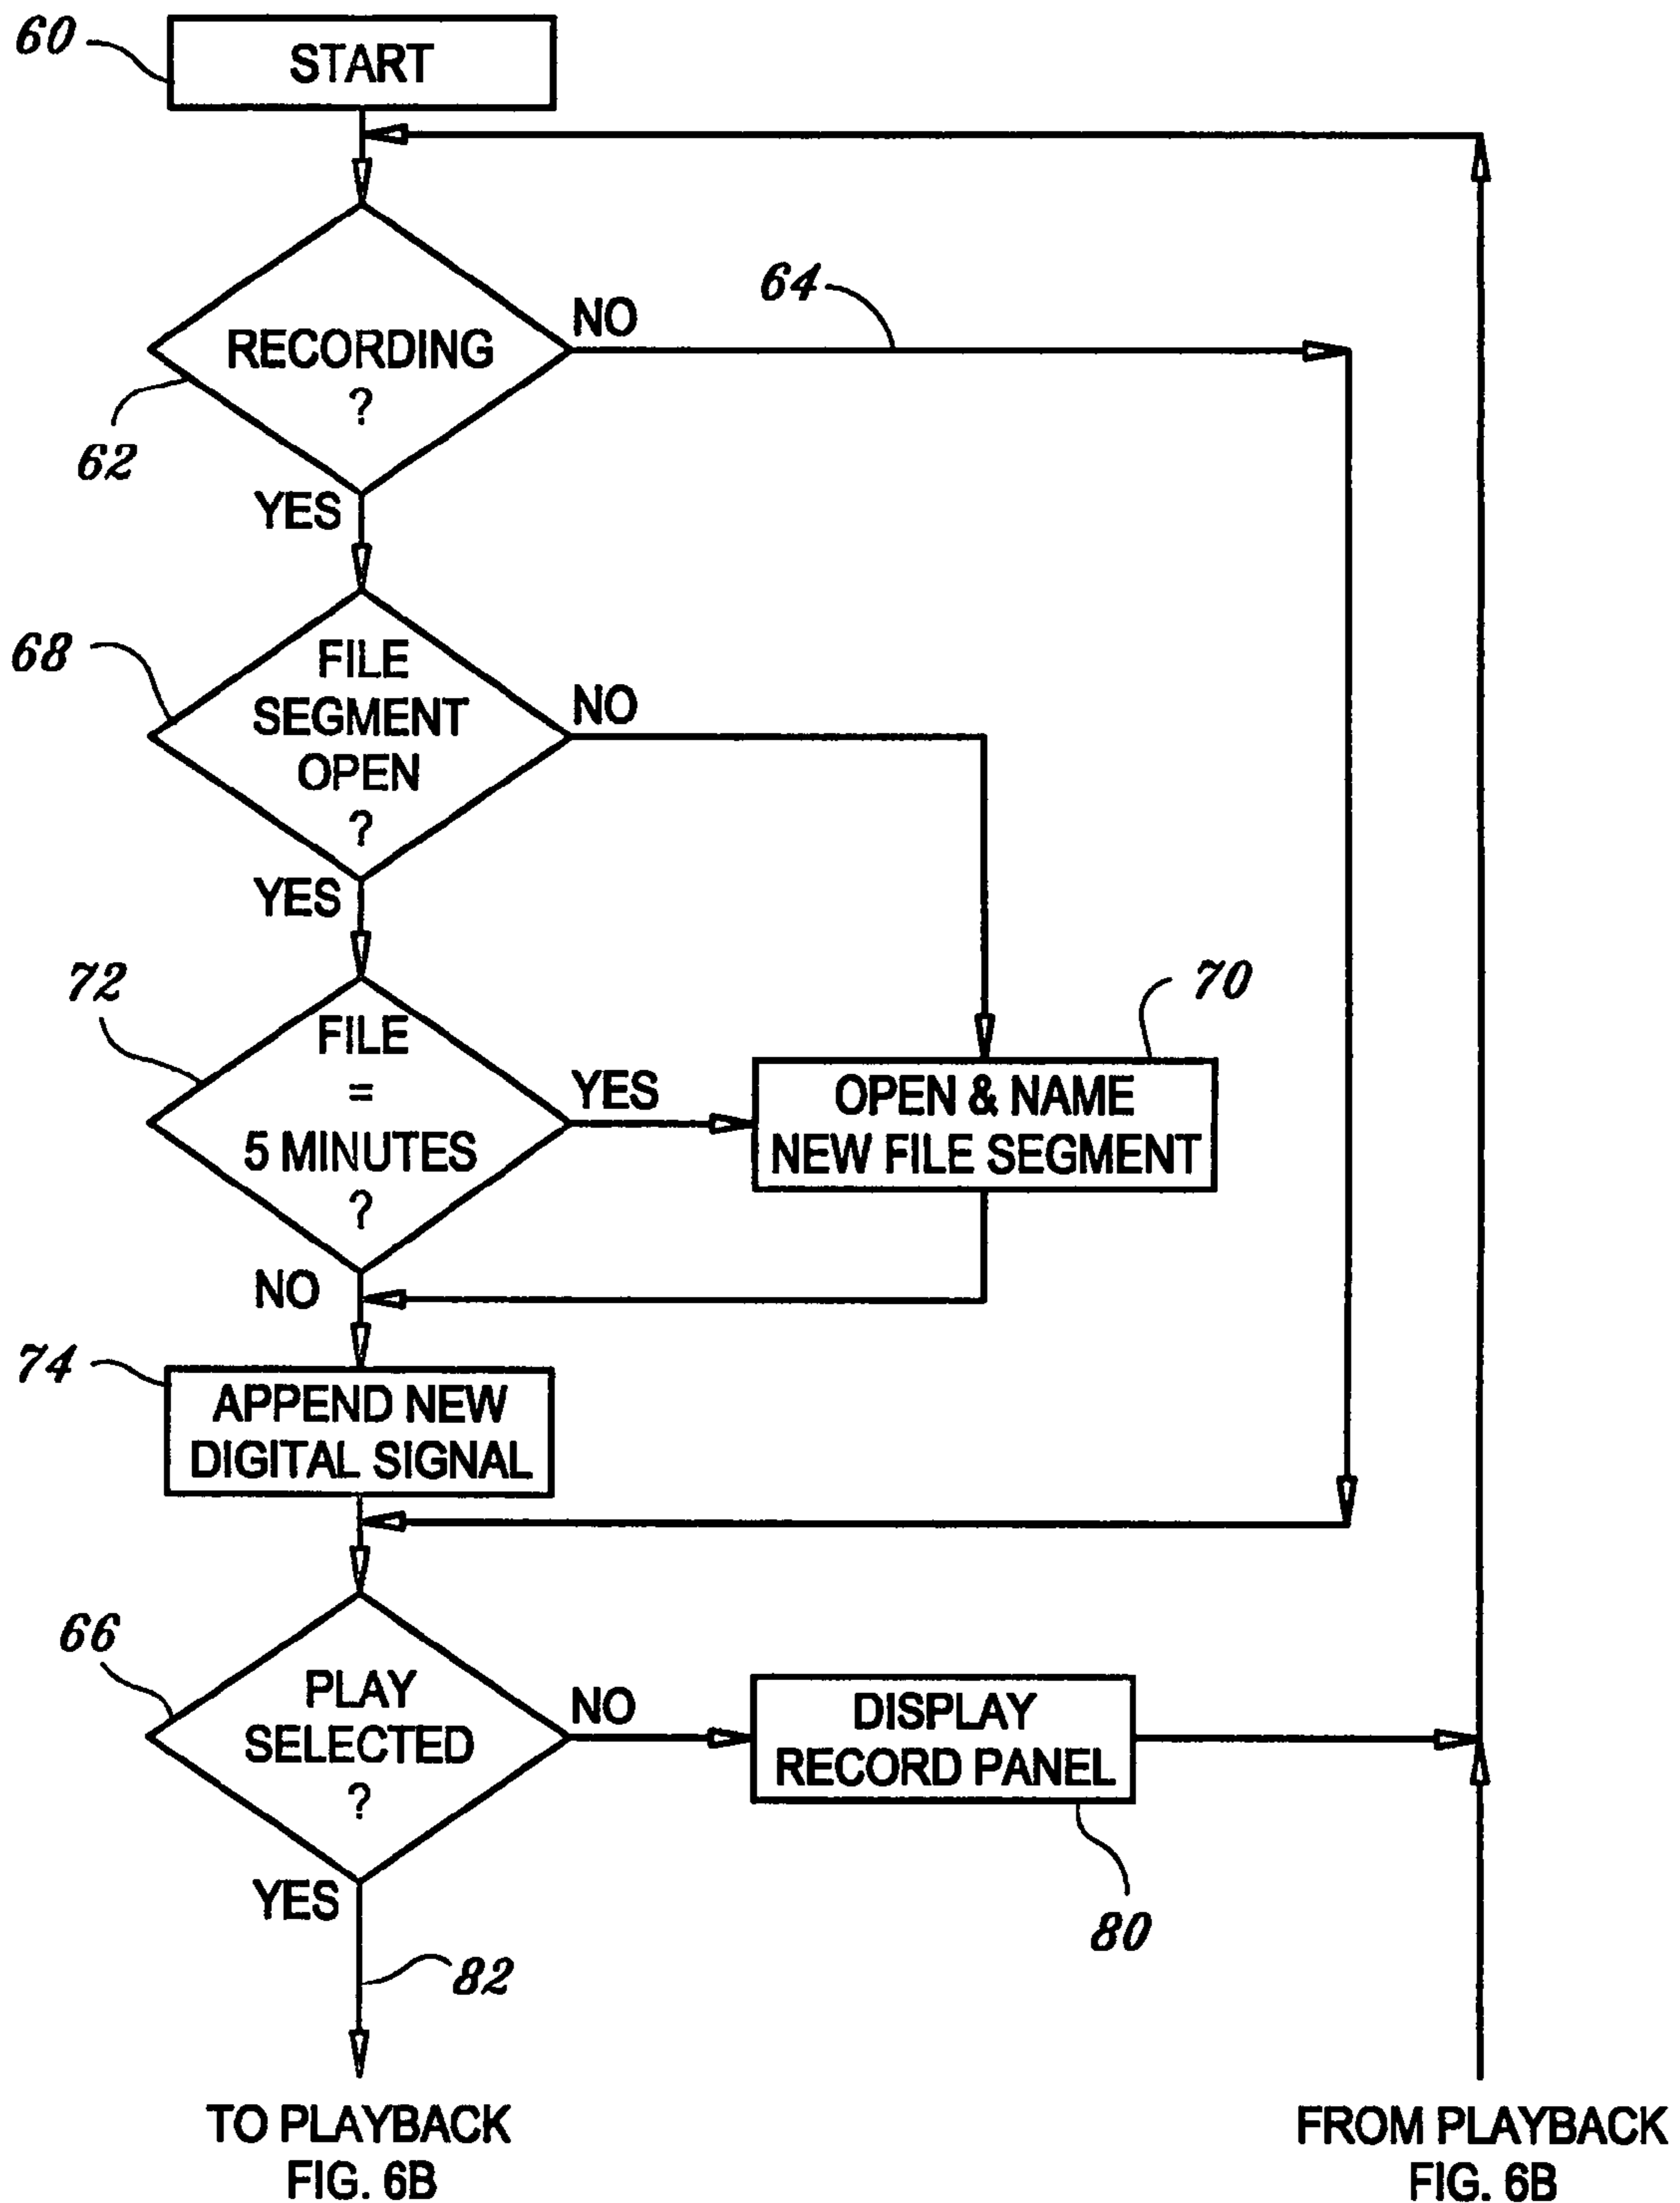 60
START
64
NO
RECORDING
?
62
YES
68
FILE
SEGMENT
OPEN
?
NO
YES
72
FILE
=
5 MINUTES
?
YES
70
OPEN & NAME
NEW FILE SEGMENT
NO
74
APPEND NEW
DIGITAL SIGNAL
66
PLAY
SELECTED
?
NO
DISPLAY
RECORD PANEL
80
YES
82
TO PLAYBACK
FIG. 6B
FROM PLAYBACK
FIG. 6B